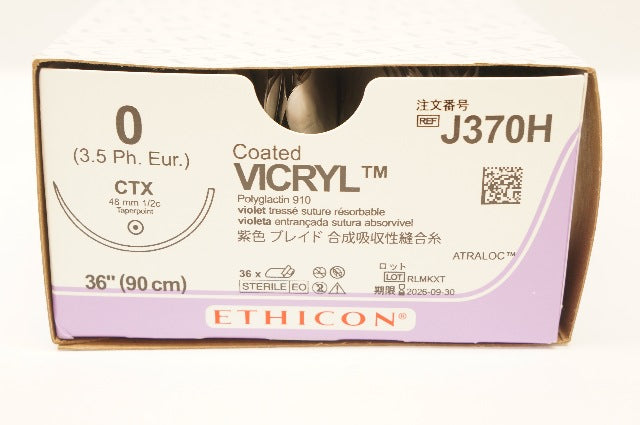 0
(3.5 Ph. Eur.)
CTX
48 mm 1/2c
Taperpoint
36" (90 cm)
Coated
VICRYL™
Polyglactin 910
violet tressé suture résorbable
violeta entrançada sutura absorvível
紫色 ブレイド 合成吸収性縫合糸
36 x
STERILE EO
注文番号
REF J370H
ATRALOC™
ロット
LOT RLMKXT
期限 2026-09-30
ETHICON®